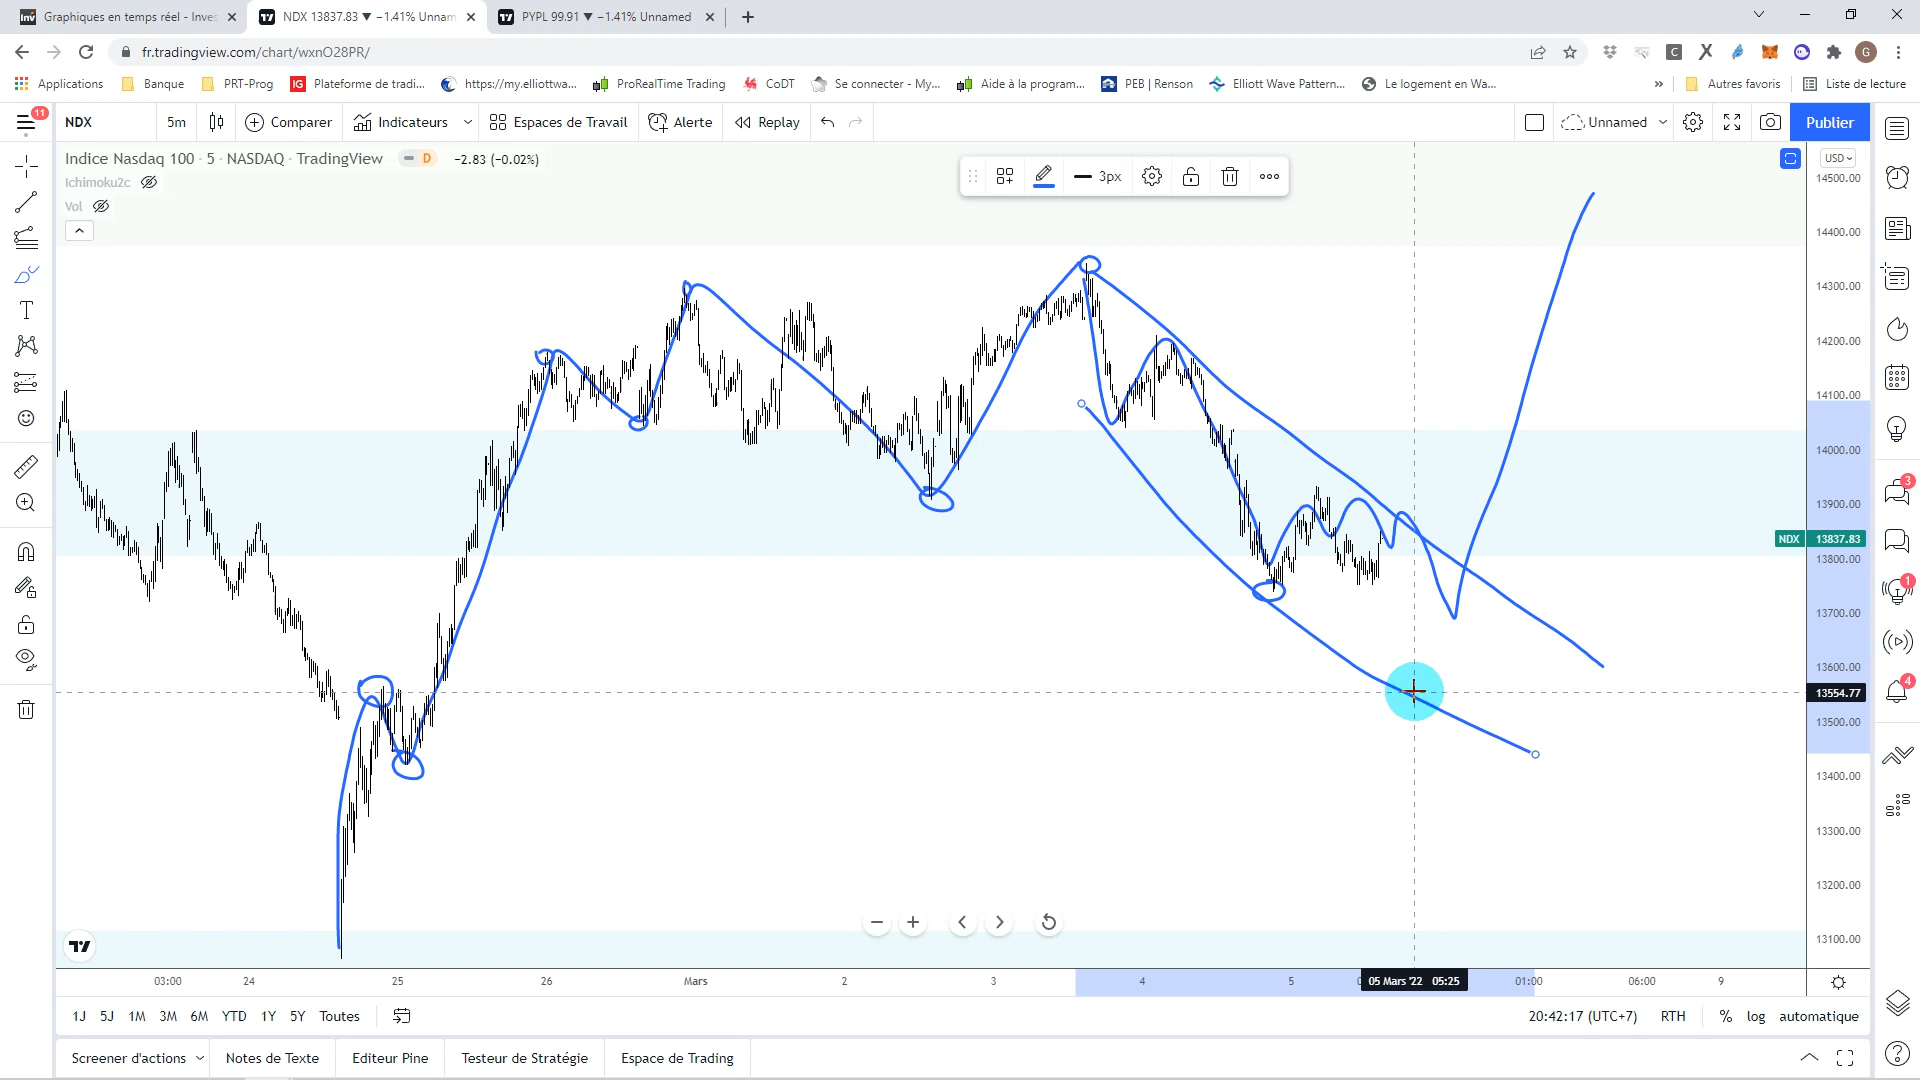 Graphiques en temps réel - Inves
NDX 13837.83 ▼ −1.41% Unnam
PYPL 99.91 ▼ −1.41% Unnamed
fr.tradingview.com/chart/wxnO28PR/
G
Applications
Banque
PRT-Prog
IG Plateforme de tradi...
https://my.elliottwa...
ProRealTime Trading
CoDT
Se connecter - My...
Aide à la program...
PEB | Renson
Elliott Wave Pattern...
Le logement en Wa...
»
Autres favoris
Liste de lecture
11
NDX
5m
Comparer
Indicateurs
Espaces de Travail
Alerte
Replay
Unnamed
Publier
Indice Nasdaq 100 · 5 · NASDAQ · TradingView
D
−2.83 (−0.02%)
Ichimoku2c
Vol
3px
USD
14500.00
14400.00
14300.00
14200.00
14100.00
14000.00
13900.00
NDX 13837.83
13800.00
13700.00
13600.00
13554.77
13500.00
13400.00
13300.00
13200.00
13100.00
3
1
4
03:00
24
25
26
Mars
2
3
4
5
05 Mars '22 05:25
01:00
06:00
9
1J 5J 1M 3M 6M YTD 1Y 5Y Toutes
20:42:17 (UTC+7)
RTH
% log automatique
Screener d'actions
Notes de Texte
Editeur Pine
Testeur de Stratégie
Espace de Trading